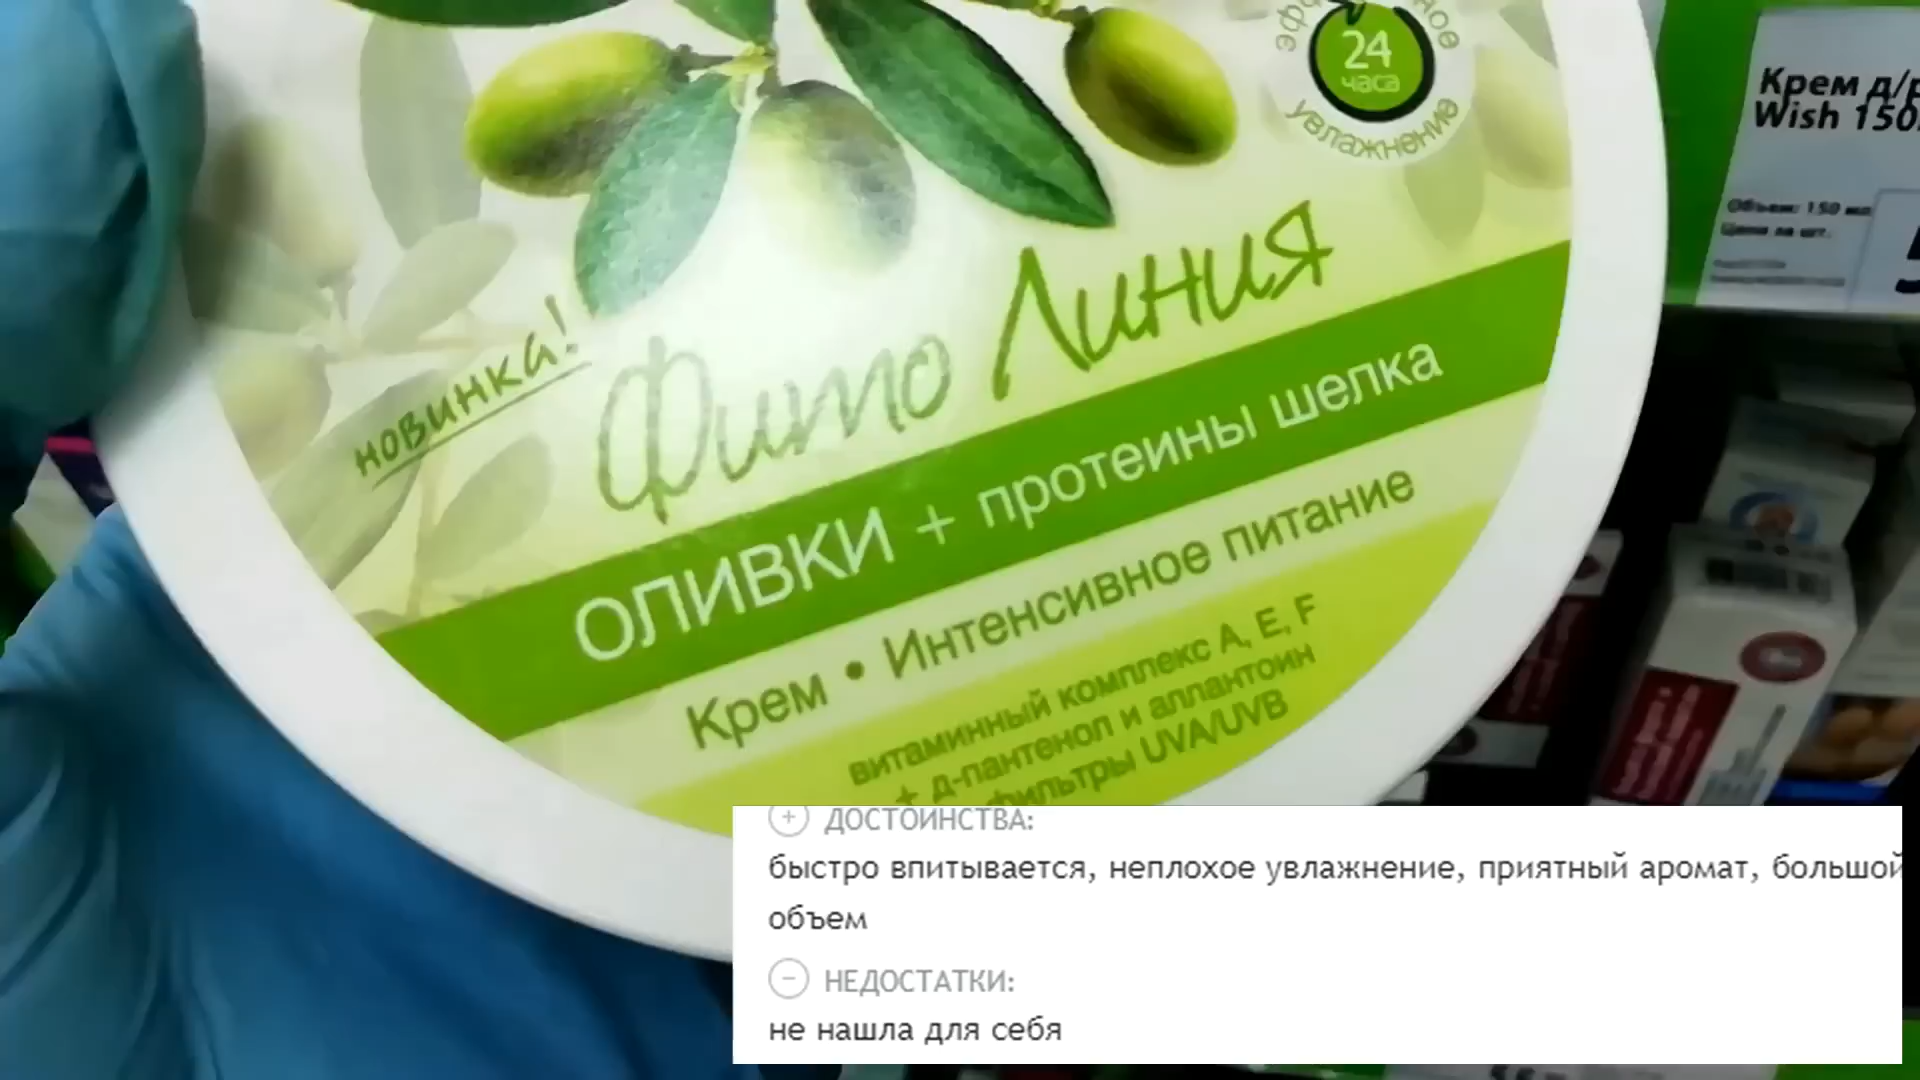 24
часа
увлажнение
Крем д/р
Wish 150
Объем: 150 мл
Цена за шт.
новинка!
Фито Линия
ОЛИВКИ + протеины шелка
Крем • Интенсивное питание
витаминный комплекс A, E, F
+ д-пантенол и аллантоин
фильтры UVA/UVB
ДОСТОИНСТВА:
быстро впитывается, неплохое увлажнение, приятный аромат, большой
объем
НЕДОСТАТКИ:
не нашла для себя